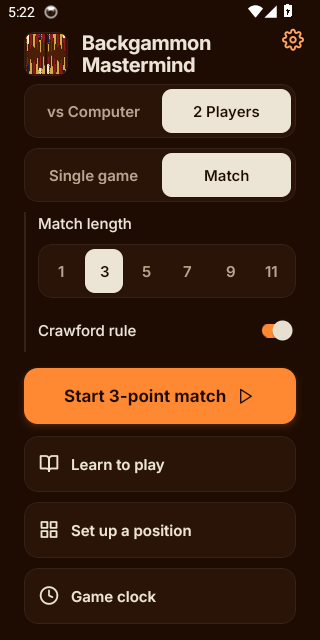 5:22
Backgammon
Mastermind
vs Computer
2 Players
Single game
Match
Match length
1 3 5 7 9 11
Crawford rule
Start 3-point match
Learn to play
Set up a position
Game clock